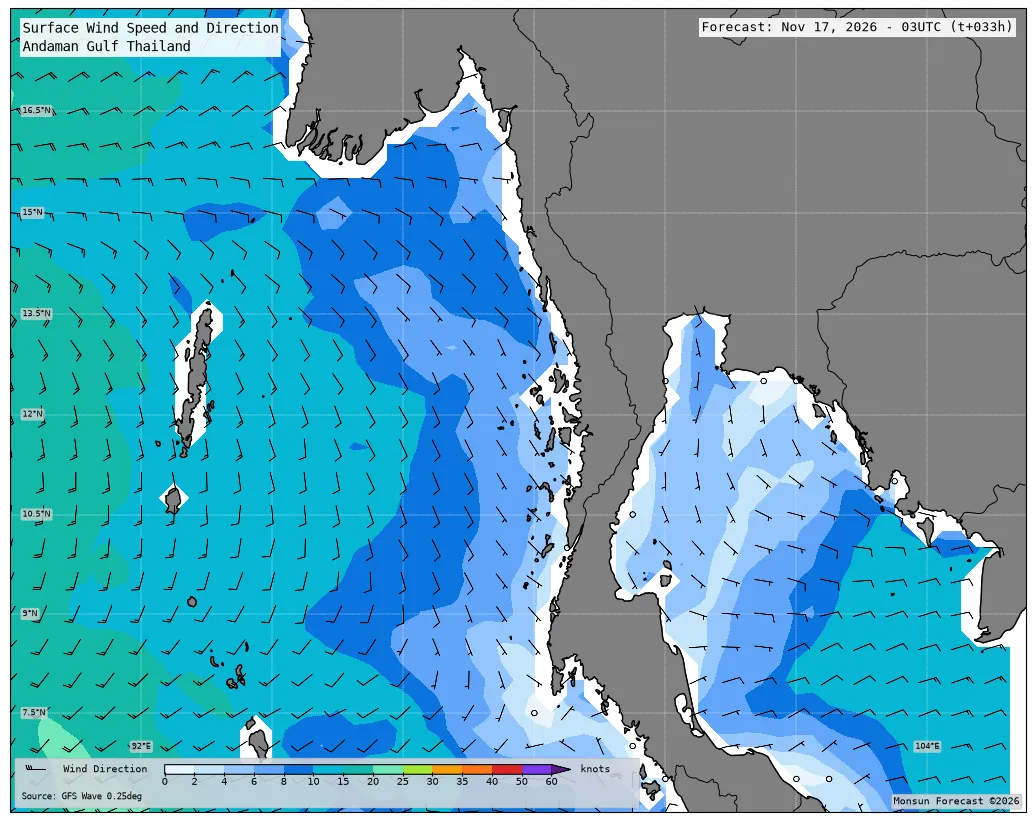 Surface Wind Speed and Direction
Andaman Gulf Thailand
Forecast: Nov 17, 2026 - 03UTC (t+033h)
16.5°N
15°N
13.5°N
12°N
10.5°N
9°N
7.5°N
92°E
104°E
Wind Direction
0 2 4 6 8 10 15 20 25 30 40 50 60
knots
Source: GFS Wave 0.25deg
Monsun Forecast ©2026